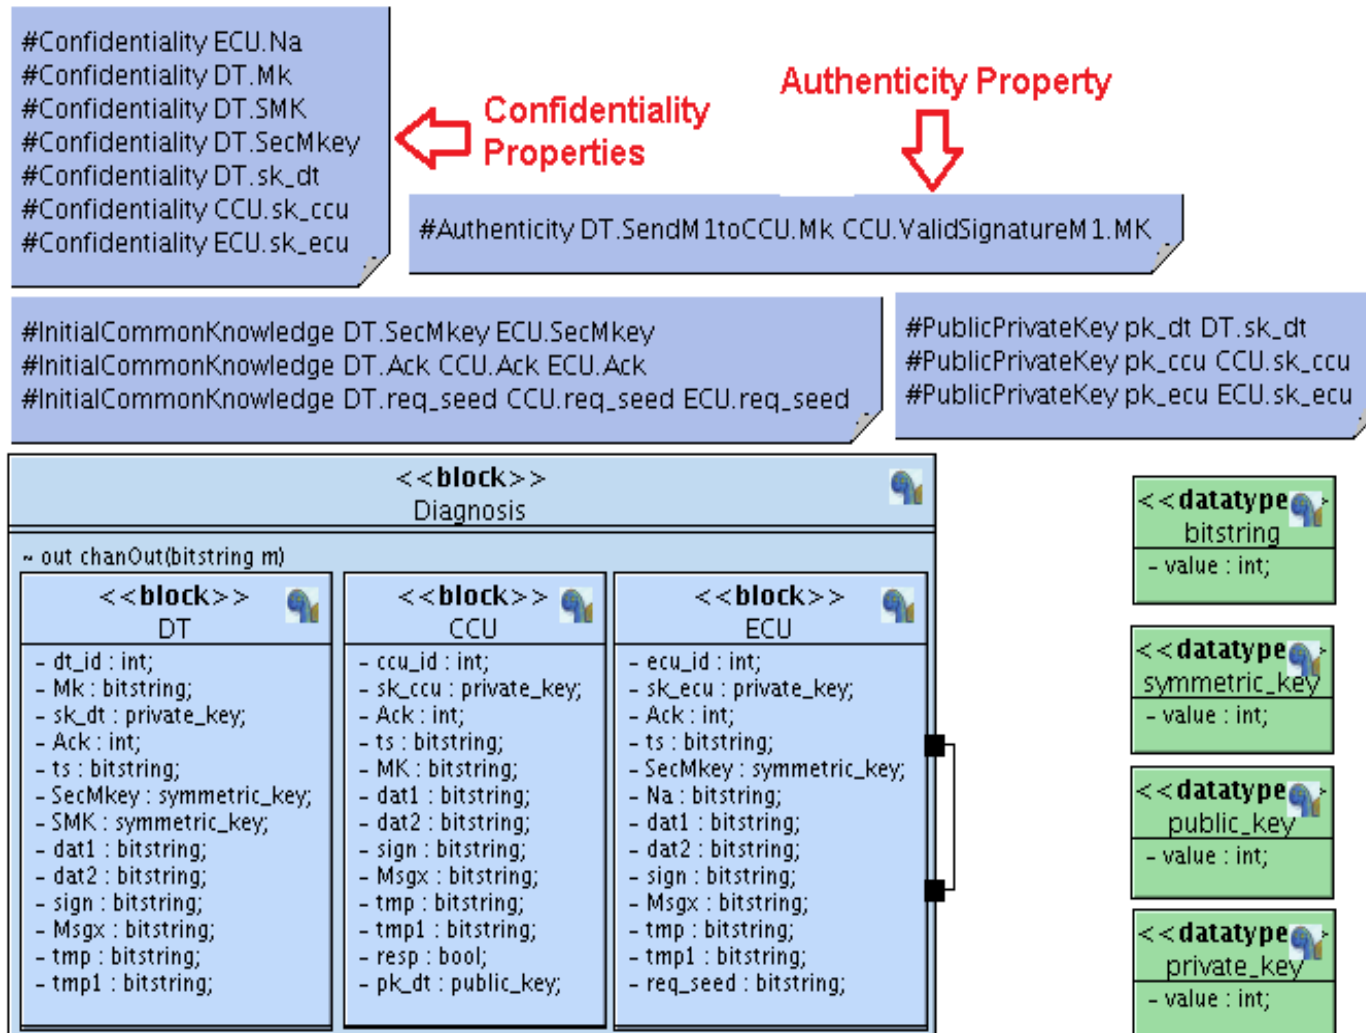 #Confidentiality ECU.Na
#Confidentiality DT.Mk
#Confidentiality DT.SMK
#Confidentiality DT.SecMkey
#Confidentiality DT.sk_dt
#Confidentiality CCU.sk_ccu
#Confidentiality ECU.sk_ecu
Confidentiality
Properties
Authenticity Property
#Authenticity DT.SendM1toCCU.Mk CCU.ValidSignatureM1.MK
#InitialCommonKnowledge DT.SecMkey ECU.SecMkey
#InitialCommonKnowledge DT.Ack CCU.Ack ECU.Ack
#InitialCommonKnowledge DT.req_seed CCU.req_seed ECU.req_seed
#PublicPrivateKey pk_dt DT.sk_dt
#PublicPrivateKey pk_ccu CCU.sk_ccu
#PublicPrivateKey pk_ecu ECU.sk_ecu
<<block>>
Diagnosis
~ out chanOut(bitstring m)
<<block>>
DT
- dt_id : int;
- Mk : bitstring;
- sk_dt : private_key;
- Ack : int;
- ts : bitstring;
- SecMkey : symmetric_key;
- SMK : symmetric_key;
- dat1 : bitstring;
- dat2 : bitstring;
- sign : bitstring;
- Msgx : bitstring;
- tmp : bitstring;
- tmp1 : bitstring;
<<block>>
CCU
- ccu_id : int;
- sk_ccu : private_key;
- Ack : int;
- ts : bitstring;
- MK : bitstring;
- dat1 : bitstring;
- dat2 : bitstring;
- sign : bitstring;
- Msgx : bitstring;
- tmp : bitstring;
- tmp1 : bitstring;
- resp : bool;
- pk_dt : public_key;
<<block>>
ECU
- ecu_id : int;
- sk_ecu : private_key;
- Ack : int;
- ts : bitstring;
- SecMkey : symmetric_key;
- Na : bitstring;
- dat1 : bitstring;
- dat2 : bitstring;
- sign : bitstring;
- Msgx : bitstring;
- tmp : bitstring;
- tmp1 : bitstring;
- req_seed : bitstring;
<<datatype>>
bitstring
- value : int;
<<datatype>>
symmetric_key
- value : int;
<<datatype>>
public_key
- value : int;
<<datatype>>
private_key
- value : int;